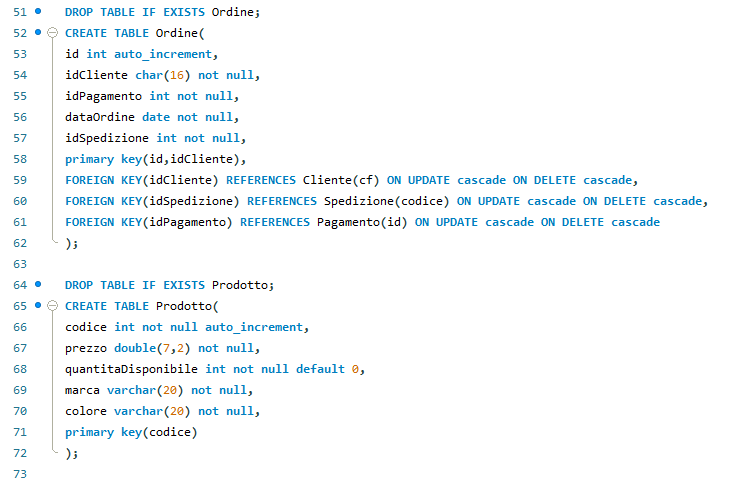 51 DROP TABLE IF EXISTS Ordine;
52 CREATE TABLE Ordine(
53 id int auto_increment,
54 idCliente char(16) not null,
55 idPagamento int not null,
56 dataOrdine date not null,
57 idSpedizione int not null,
58 primary key(id,idCliente),
59 FOREIGN KEY(idCliente) REFERENCES Cliente(cf) ON UPDATE cascade ON DELETE cascade,
60 FOREIGN KEY(idSpedizione) REFERENCES Spedizione(codice) ON UPDATE cascade ON DELETE cascade,
61 FOREIGN KEY(idPagamento) REFERENCES Pagamento(id) ON UPDATE cascade ON DELETE cascade
62 );
63
64 DROP TABLE IF EXISTS Prodotto;
65 CREATE TABLE Prodotto(
66 codice int not null auto_increment,
67 prezzo double(7,2) not null,
68 quantitaDisponibile int not null default 0,
69 marca varchar(20) not null,
70 colore varchar(20) not null,
71 primary key(codice)
72 );
73